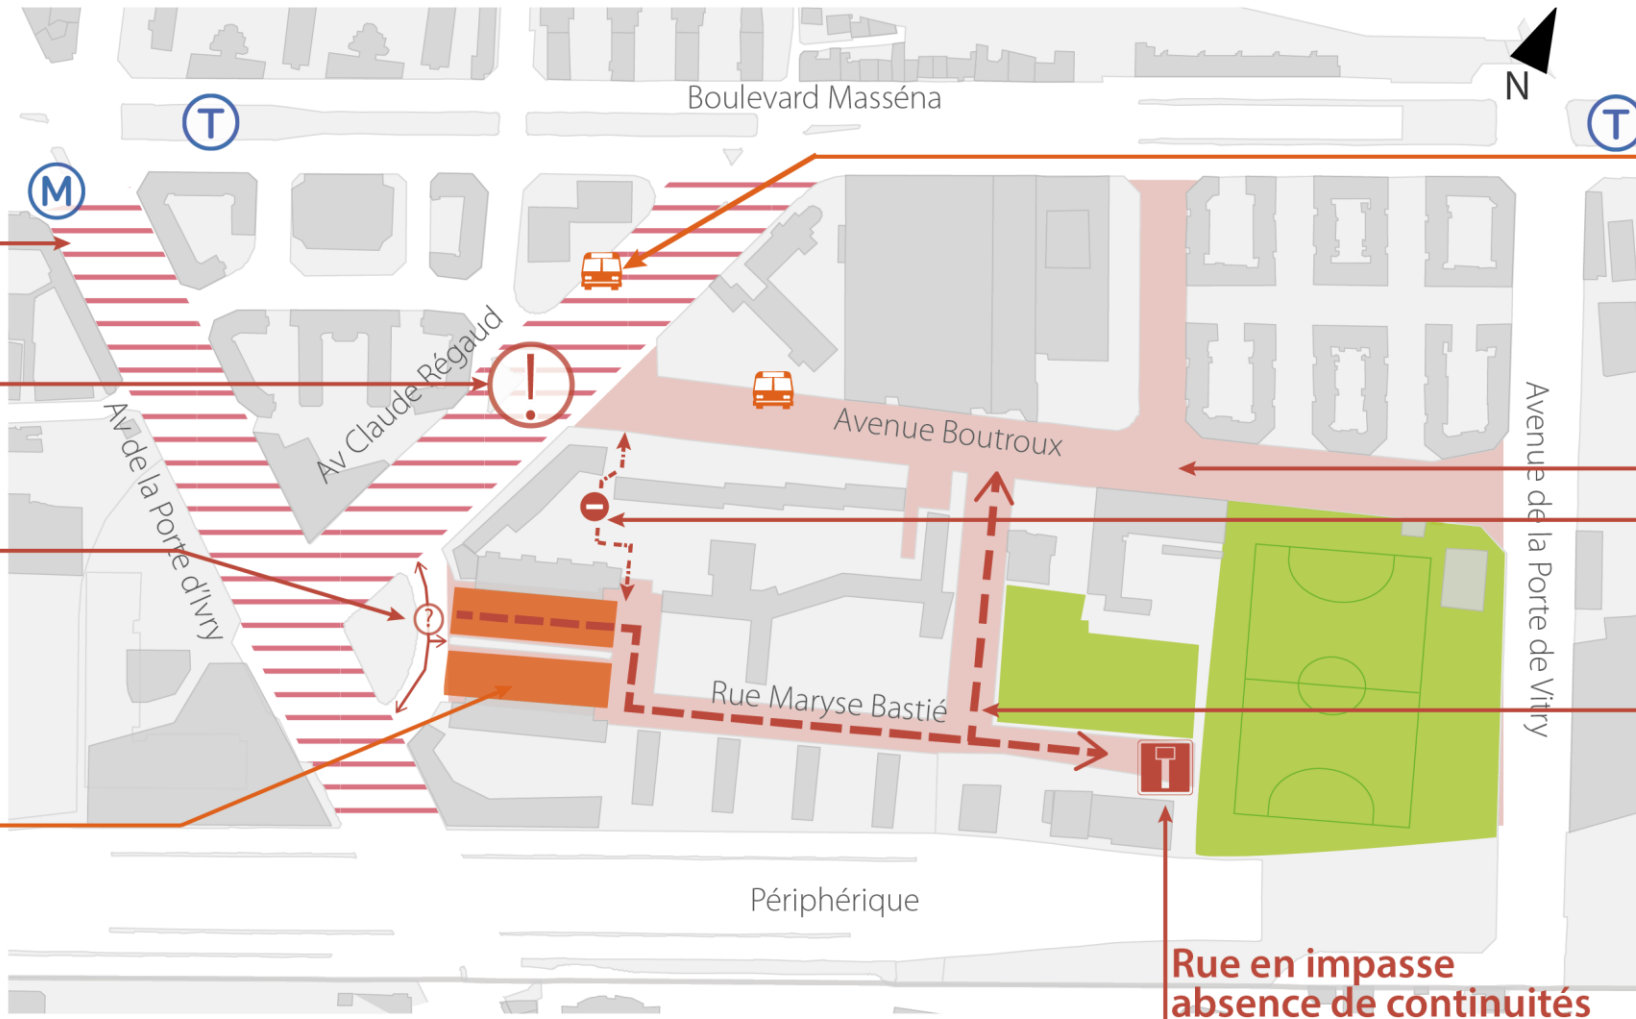 Boulevard Masséna
N
T
T
M
Av Claude Régaud
!
Avenue Boutroux
Av de la Porte d'Ivry
Avenue de la Porte de Vitry
?
Rue Maryse Bastié
Périphérique
Rue en impasse
absence de continuités